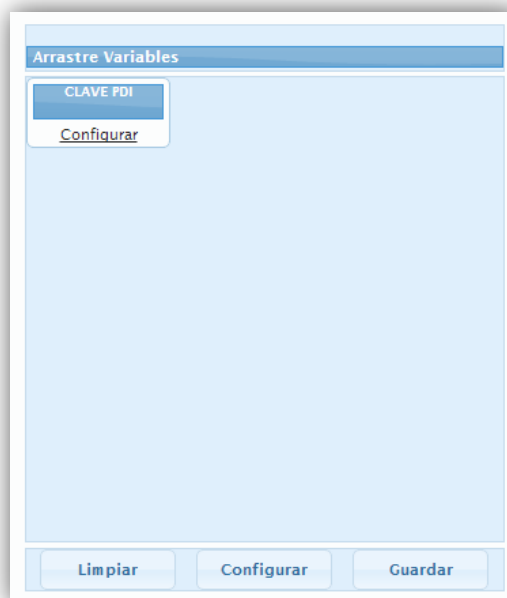 Arrastre Variables
CLAVE PDI
Configurar
Limpiar Configurar Guardar